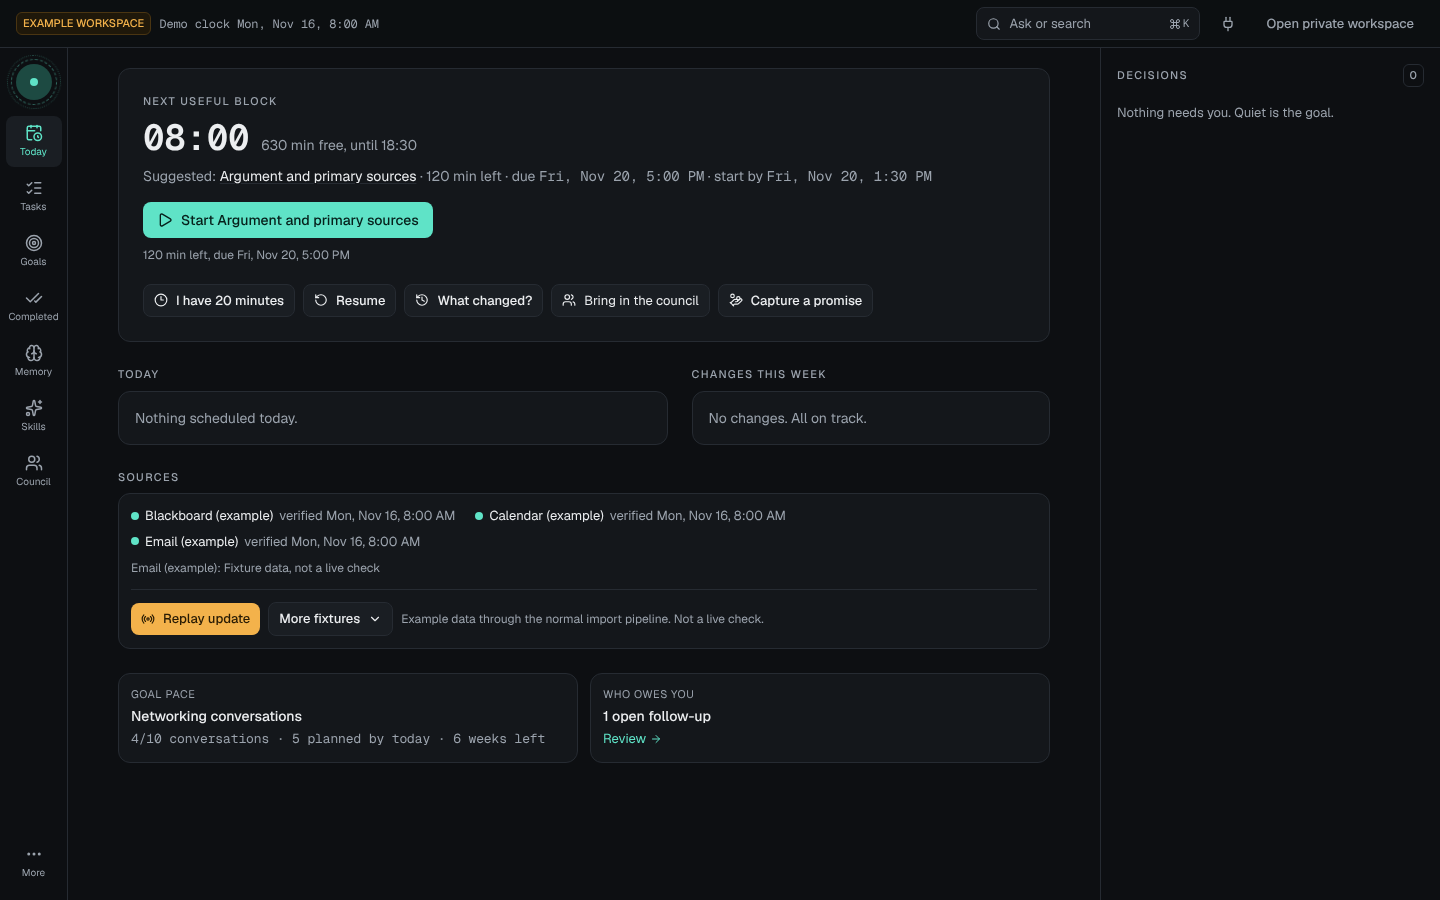 EXAMPLE WORKSPACE Demo clock Mon, Nov 16, 8:00 AM
Ask or search ⌘K
Open private workspace
Today
Tasks
Goals
Completed
Memory
Skills
Council
More
NEXT USEFUL BLOCK
08:00 630 min free, until 18:30
Suggested: Argument and primary sources · 120 min left · due Fri, Nov 20, 5:00 PM · start by Fri, Nov 20, 1:30 PM
Start Argument and primary sources
120 min left, due Fri, Nov 20, 5:00 PM
I have 20 minutes
Resume
What changed?
Bring in the council
Capture a promise
TODAY
Nothing scheduled today.
CHANGES THIS WEEK
No changes. All on track.
SOURCES
Blackboard (example) verified Mon, Nov 16, 8:00 AM
Calendar (example) verified Mon, Nov 16, 8:00 AM
Email (example) verified Mon, Nov 16, 8:00 AM
Email (example): Fixture data, not a live check
Replay update
More fixtures
Example data through the normal import pipeline. Not a live check.
GOAL PACE
Networking conversations
4/10 conversations · 5 planned by today · 6 weeks left
WHO OWES YOU
1 open follow-up
Review →
DECISIONS 0
Nothing needs you. Quiet is the goal.